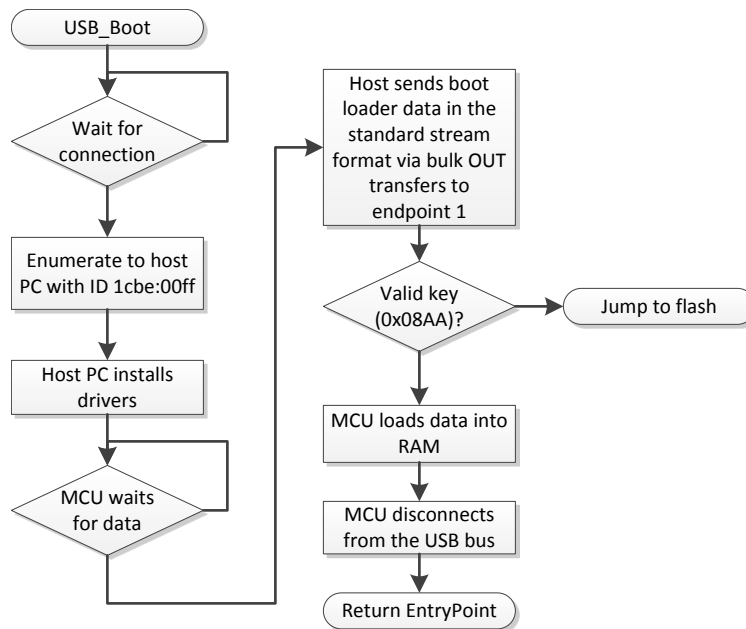 USB_Boot
Wait for
connection
Enumerate to host
PC with ID 1cbe:00ff
Host PC installs
drivers
MCU waits
for data
Host sends boot
loader data in the
standard stream
format via bulk OUT
transfers to
endpoint 1
Valid key
(0x08AA)?
Jump to flash
MCU loads data into
RAM
MCU disconnects
from the USB bus
Return EntryPoint